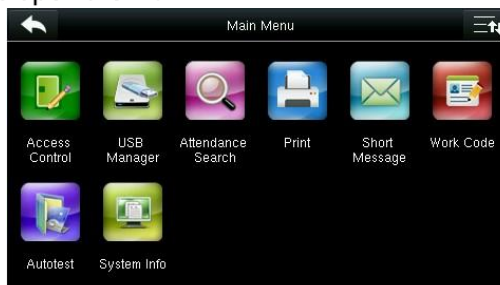 Main Menu
Access Control
USB Manager
Attendance Search
Print
Short Message
Work Code
Autotest
System Info